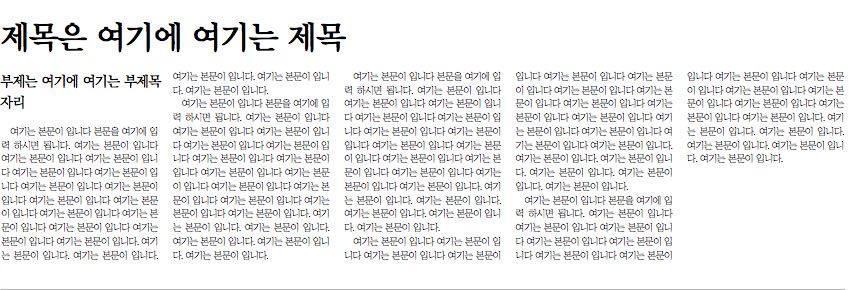 제목은 여기에 여기는 제목
부제는 여기에 여기는 부제목
자리
여기는 본문이 입니다 본문을 여기에 입
력 하시면 됩니다. 여기는 본문이 입니다
여기는 본문이 입니다 여기는 본문이 입니
다 여기는 본문이 입니다 여기는 본문이 입
니다 여기는 본문이 입니다 여기는 본문이
입니다. 여기는 본문이 입니다 여기는 본문
이 입니다 여기는 본문이 입니다 여기는 본
문이 입니다 여기는 본문이 입니다 여기는
본문이 입니다 여기는 본문이 입니다. 여기
는 본문이 입니다. 여기는 본문이 입니다.
여기는 본문이 입니다. 여기는 본문이 입니
다. 여기는 본문이 입니다.
여기는 본문이 입니다 본문을 여기에 입
력 하시면 됩니다. 여기는 본문이 입니다
여기는 본문이 입니다 여기는 본문이 입니
다 여기는 본문이 입니다 여기는 본문이 입
니다 여기는 본문이 입니다 여기는 본문이
입니다. 여기는 본문이 입니다 여기는 본문
이 입니다 여기는 본문이 입니다 여기는 본
문이 입니다 여기는 본문이 입니다 여기는
본문이 입니다 여기는 본문이 입니다. 여기
는 본문이 입니다. 여기는 본문이 입니다.
여기는 본문이 입니다. 여기는 본문이 입니
다. 여기는 본문이 입니다.
여기는 본문이 입니다 본문을 여기에 입
력 하시면 됩니다. 여기는 본문이 입니다
여기는 본문이 입니다 여기는 본문이 입니
다 여기는 본문이 입니다 여기는 본문이 입
니다 여기는 본문이 입니다 여기는 본문이
입니다. 여기는 본문이 입니다 여기는 본문
이 입니다 여기는 본문이 입니다 여기는 본
문이 입니다 여기는 본문이 입니다 여기는
본문이 입니다 여기는 본문이 입니다. 여기
는 본문이 입니다. 여기는 본문이 입니다.
여기는 본문이 입니다. 여기는 본문이 입니
다. 여기는 본문이 입니다.
여기는 본문이 입니다 여기는 본문이 입
니다 여기는 본문이 입니다 여기는 본문이
입니다 여기는 본문이 입니다 여기는 본문
이 입니다 여기는 본문이 입니다. 여기는 본
문이 입니다 여기는 본문이 입니다 여기는
본문이 입니다 여기는 본문이 입니다 여기
는 본문이 입니다 여기는 본문이 입니다 여
기는 본문이 입니다. 여기는 본문이 입니다.
여기는 본문이 입니다. 여기는 본문이 입니
다. 여기는 본문이 입니다. 여기는 본문이
입니다. 여기는 본문이 입니다.
여기는 본문이 입니다 본문을 여기에 입
력 하시면 됩니다. 여기는 본문이 입니다
여기는 본문이 입니다 여기는 본문이 입니
다 여기는 본문이 입니다 여기는 본문이 입
니다 여기는 본문이 입니다 여기는 본문이
입니다 여기는 본문이 입니다 여기는 본문
이 입니다 여기는 본문이 입니다. 여기는 본
문이 입니다 여기는 본문이 입니다 여기는
본문이 입니다 여기는 본문이 입니다. 여기
는 본문이 입니다. 여기는 본문이 입니다.
여기는 본문이 입니다. 여기는 본문이 입니
다. 여기는 본문이 입니다.